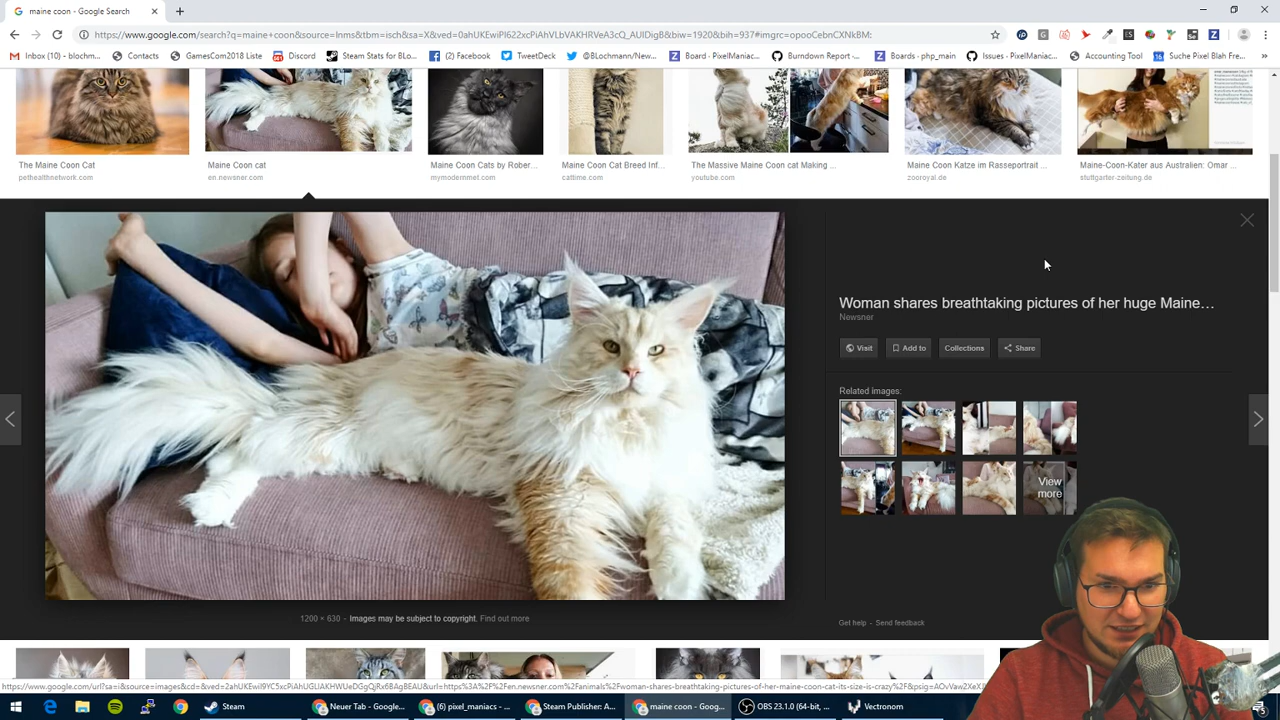 maine coon - Google Search
https://www.google.com/search?q=maine+coon&source=lnms&tbm=isch&sa=X&ved=0ahUKEwiPl622xcPiAhVLbVAKHRVeA3cQ_AUIDigB&biw=1920&bih=937#imgrc=opooCebnCXNkBM:
Inbox (10) – blochm... Contacts GamesCom2018 Liste Discord Steam Stats for BLo... (2) Facebook TweetDeck @BLochmann/New... Boards · PixelManiac... Burndown Report -... Boards - php_main Issues - PixelManiac... Accounting Tool Suche Pixel Blah Fre...
The Maine Coon Cat
pethealthnetwork.com
Maine Coon cat
en.newsner.com
Maine Coon Cats by Rober...
mymodernmet.com
Maine Coon Cat Breed Inf...
cattime.com
The Massive Maine Coon cat Making ...
youtube.com
Maine Coon Katze im Rasseportrait ...
zooroyal.de
Maine-Coon-Kater aus Australien: Omar ...
stuttgarter-zeitung.de
Woman shares breathtaking pictures of her huge Maine…
Newsner
Visit Add to Collections Share
Related images:
View
more
1200 × 630 - Images may be subject to copyright. Find out more
Get help - Send feedback
Steam Neuer Tab - Google... (6) pixel_maniacs -... Steam Publisher: A... maine coon - Goog... OBS 23.1.0 (64-bit, ... Vectronom